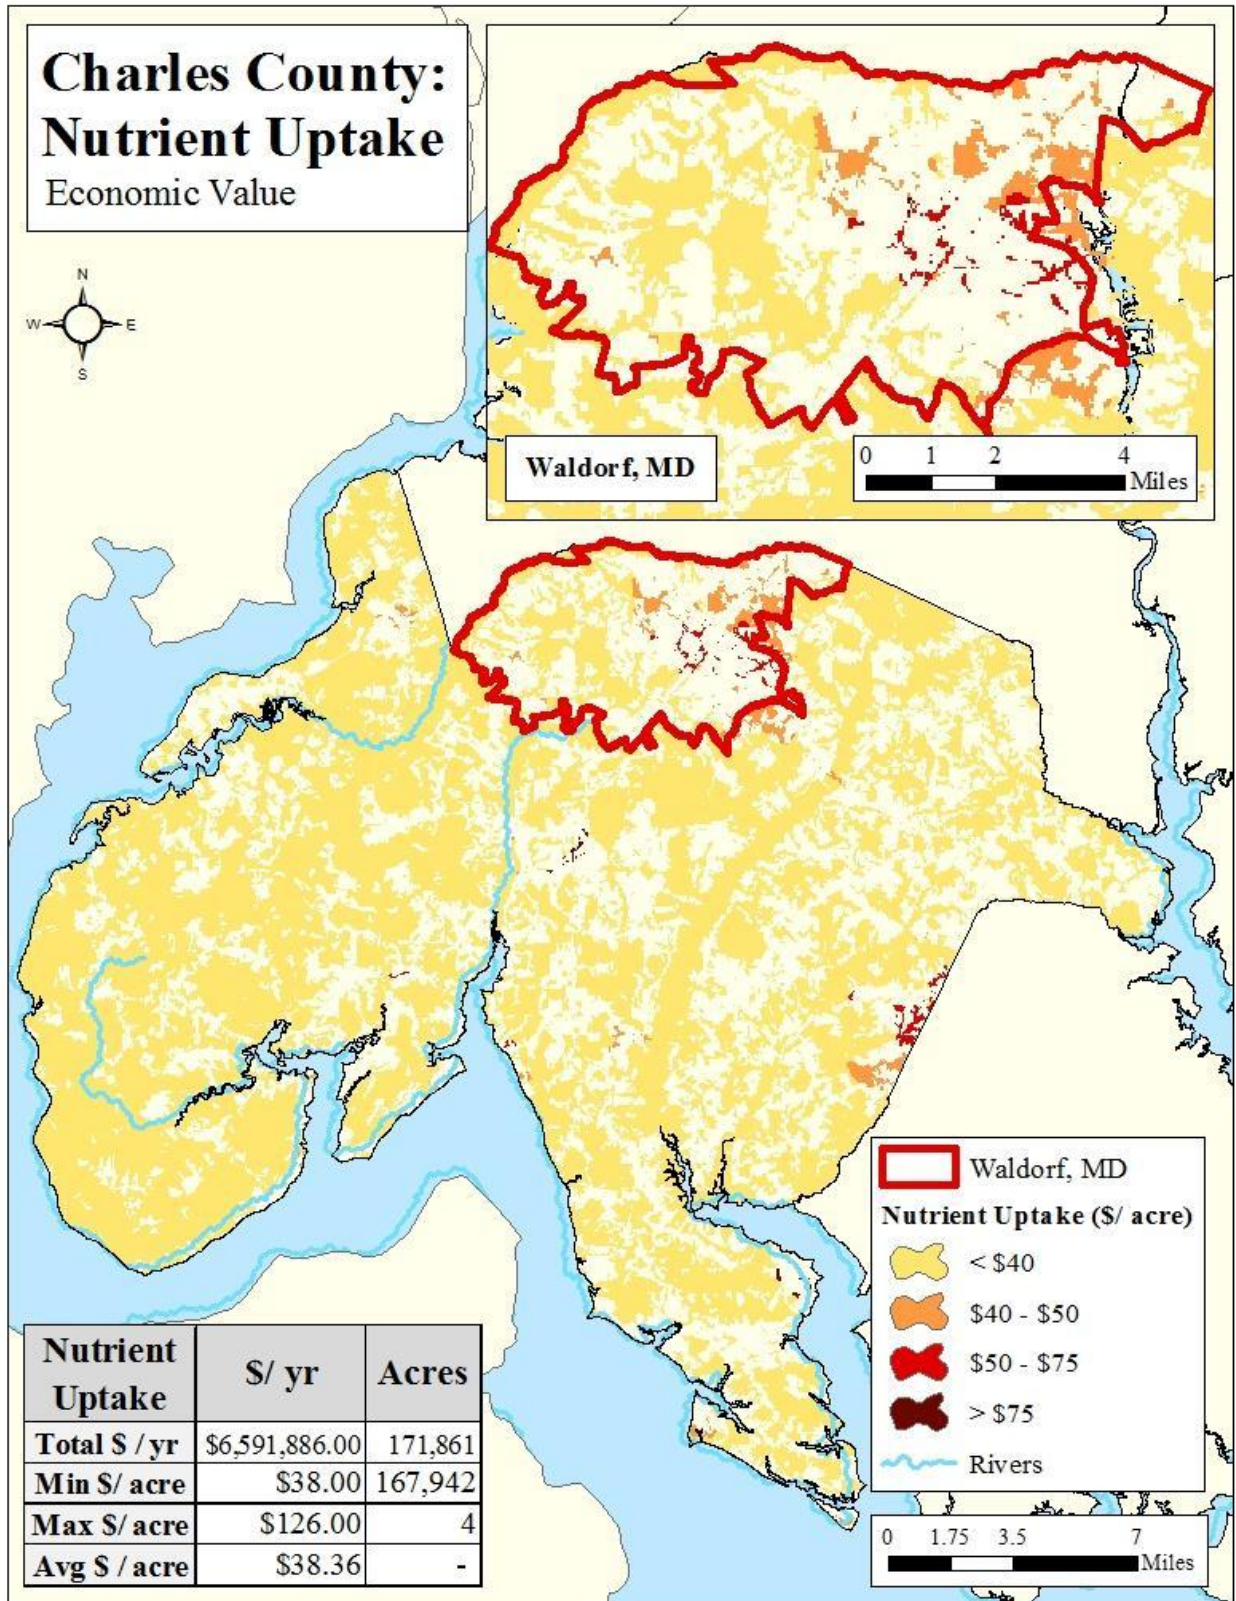 Charles County:
Nutrient Uptake
Economic Value
N
W E
S
Waldorf, MD
0 1 2 4
Miles
Waldorf, MD
Nutrient Uptake ($/ acre)
< $40
$40 - $50
$50 - $75
> $75
Rivers
0 1.75 3.5 7
Miles
Nutrient Uptake $/ yr Acres
Total $ / yr $6,591,886.00 171,861
Min $/ acre $38.00 167,942
Max $/ acre $126.00 4
Avg $ / acre $38.36 -